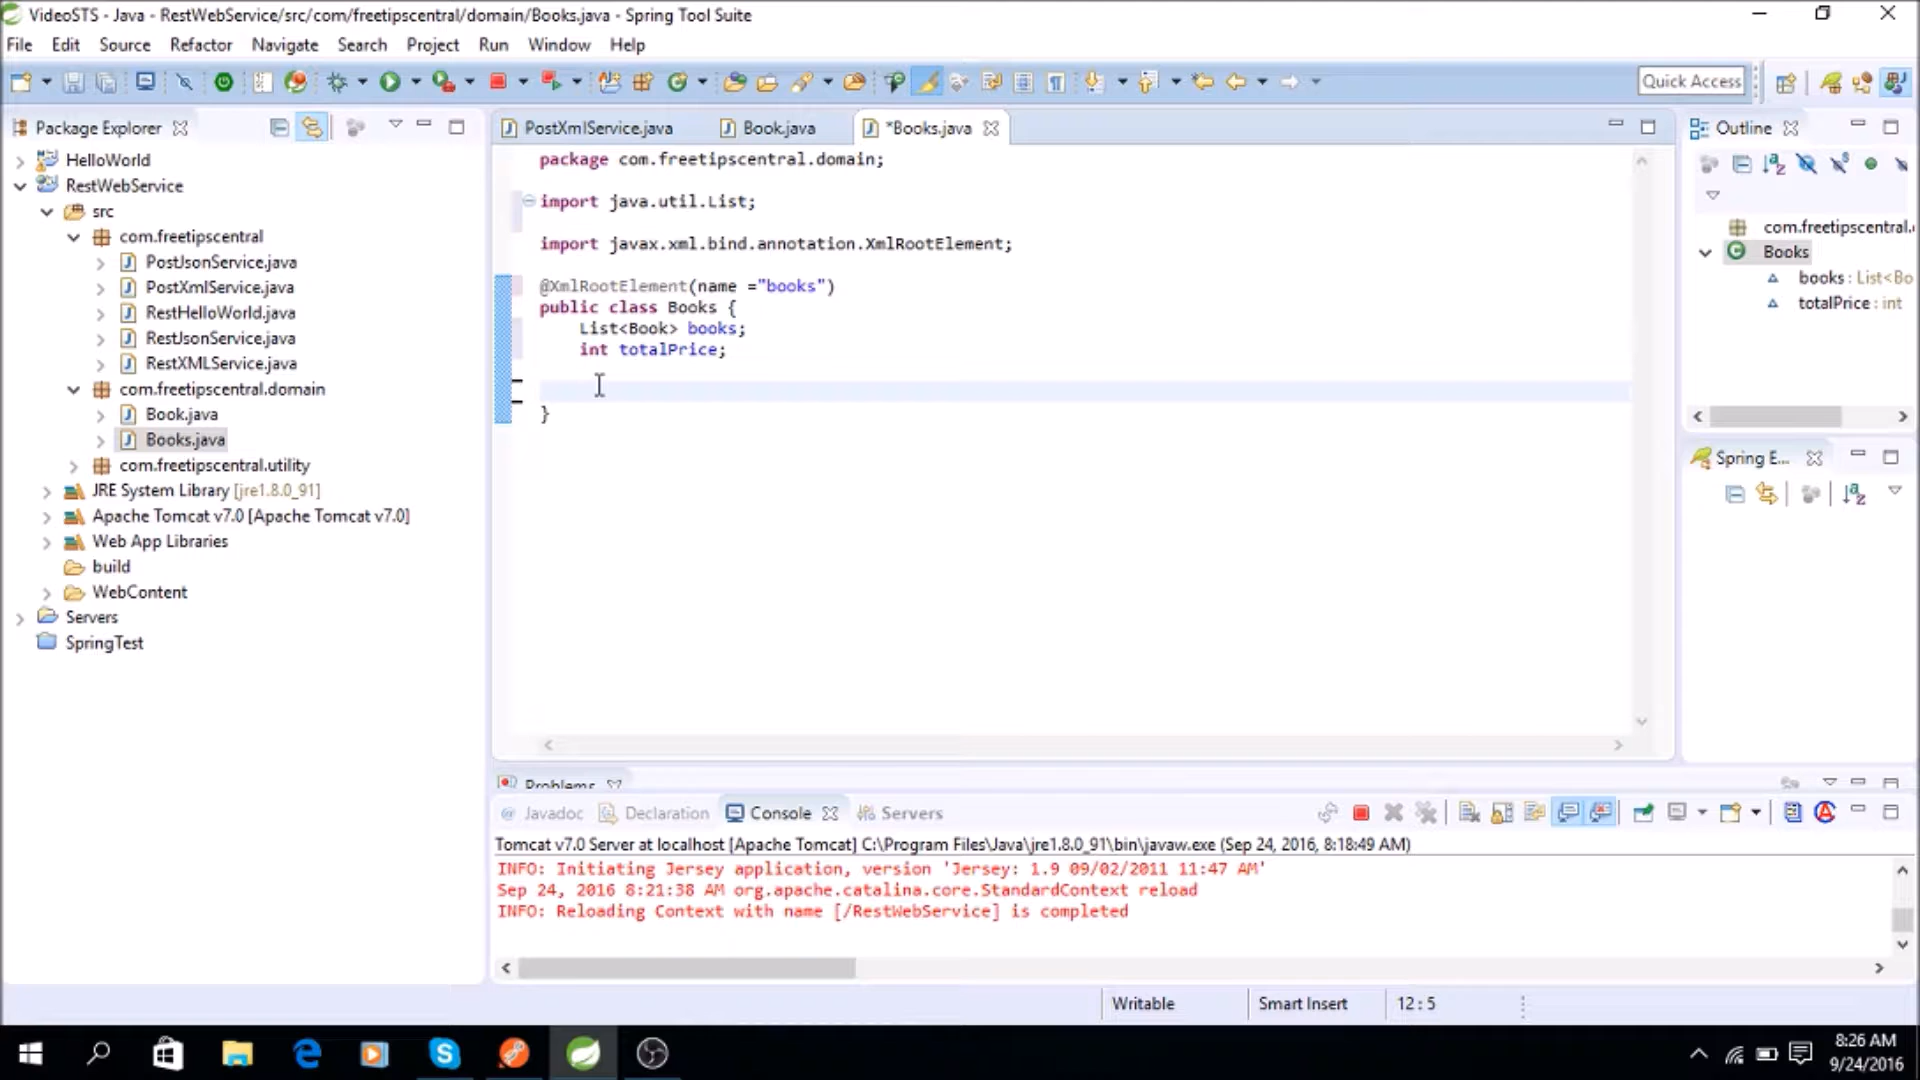 VideoSTS - Java - RestWebService/src/com/freetipscentral/domain/Books.java - Spring Tool Suite
File Edit Source Refactor Navigate Search Project Run Window Help
Quick Access
Package Explorer
HelloWorld
RestWebService
src
com.freetipscentral
PostJsonService.java
PostXmlService.java
RestHelloWorld.java
RestJsonService.java
RestXMLService.java
com.freetipscentral.domain
Book.java
Books.java
com.freetipscentral.utility
JRE System Library [jre1.8.0_91]
Apache Tomcat v7.0 [Apache Tomcat v7.0]
Web App Libraries
build
WebContent
Servers
SpringTest
PostXmlService.java Book.java *Books.java
package com.freetipscentral.domain;
import java.util.List;
import javax.xml.bind.annotation.XmlRootElement;
@XmlRootElement(name ="books")
public class Books {
List<Book> books;
int totalPrice;
}
Outline
com.freetipscentral.
Books
books : List<Bo
totalPrice : int
Spring E...
Problems
Javadoc Declaration Console Servers
Tomcat v7.0 Server at localhost [Apache Tomcat] C:\Program Files\Java\jre1.8.0_91\bin\javaw.exe (Sep 24, 2016, 8:18:49 AM)
INFO: Initiating Jersey application, version 'Jersey: 1.9 09/02/2011 11:47 AM'
Sep 24, 2016 8:21:38 AM org.apache.catalina.core.StandardContext reload
INFO: Reloading Context with name [/RestWebService] is completed
Writable Smart Insert 12 : 5
8:26 AM
9/24/2016